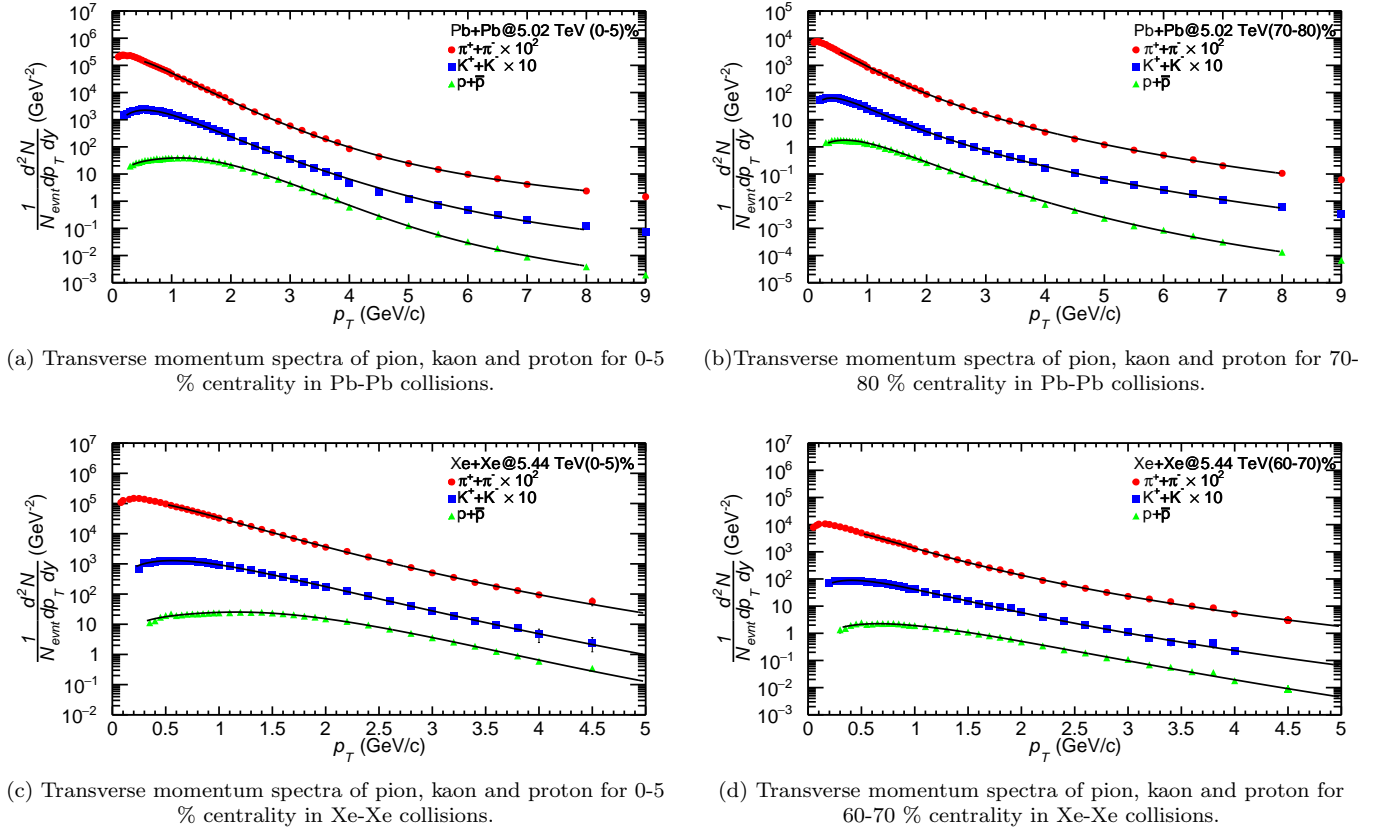 10⁷
10⁶
10⁵
10⁴
10³
10²
10
1
10⁻¹
10⁻²
10⁻³
1/N_evnt d²N/dp_T dy (GeV⁻²)
Pb+Pb@5.02 TeV (0-5)%
π⁺+π⁻ × 10²
K⁺+K⁻ × 10
p+p̅
0 1 2 3 4 5 6 7 8 9
p_T (GeV/c)
(a) Transverse momentum spectra of pion, kaon and proton for 0-5
% centrality in Pb-Pb collisions.
10⁵
10⁴
10³
10²
10
1
10⁻¹
10⁻²
10⁻³
10⁻⁴
10⁻⁵
1/N_evnt d²N/dp_T dy (GeV⁻²)
Pb+Pb@5.02 TeV(70-80)%
π⁺+π⁻ × 10²
K⁺+K⁻ × 10
p+p̅
0 1 2 3 4 5 6 7 8 9
p_T (GeV/c)
(b)Transverse momentum spectra of pion, kaon and proton for 70-
80 % centrality in Pb-Pb collisions.
10⁷
10⁶
10⁵
10⁴
10³
10²
10
1
10⁻¹
10⁻²
1/N_evnt d²N/dp_T dy (GeV⁻²)
Xe+Xe@5.44 TeV(0-5)%
π⁺+π⁻ × 10²
K⁺+K⁻ × 10
p+p̅
0 0.5 1 1.5 2 2.5 3 3.5 4 4.5 5
p_T (GeV/c)
(c) Transverse momentum spectra of pion, kaon and proton for 0-5
% centrality in Xe-Xe collisions.
10⁷
10⁶
10⁵
10⁴
10³
10²
10
1
10⁻¹
10⁻²
10⁻³
1/N_evnt d²N/dp_T dy (GeV⁻²)
Xe+Xe@5.44 TeV(60-70)%
π⁺+π⁻ × 10²
K⁺+K⁻ × 10
p+p̅
0 0.5 1 1.5 2 2.5 3 3.5 4 4.5 5
p_T (GeV/c)
(d) Transverse momentum spectra of pion, kaon and proton for
60-70 % centrality in Xe-Xe collisions.